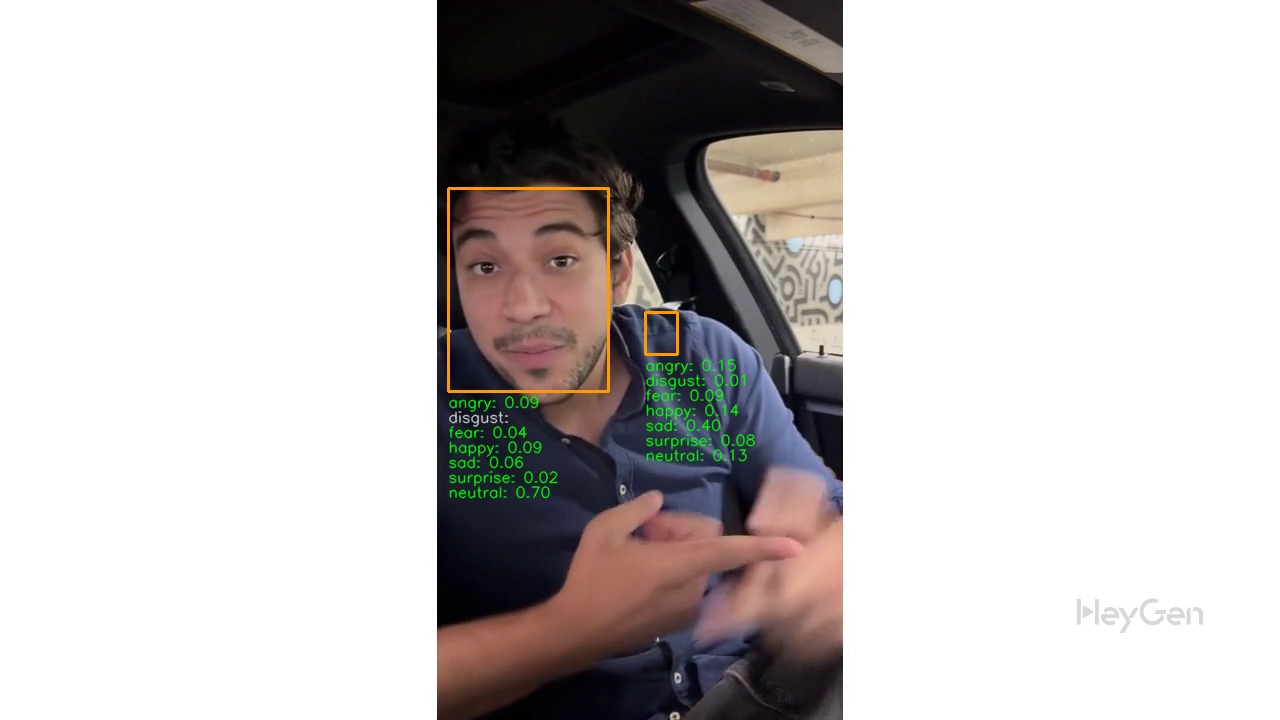 angry: 0.09
disgust:
fear: 0.04
happy: 0.09
sad: 0.06
surprise: 0.02
neutral: 0.70
angry: 0.15
disgust: 0.01
fear: 0.09
happy: 0.14
sad: 0.40
surprise: 0.08
neutral: 0.13
HeyGen